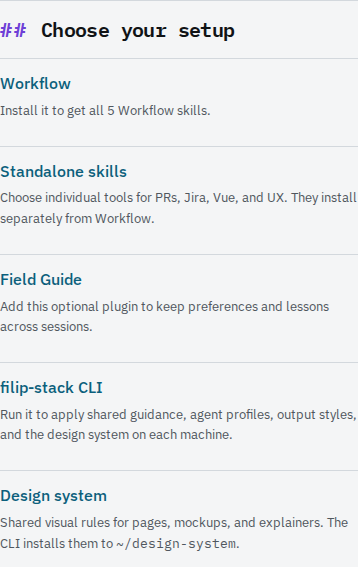 ## Choose your setup
Workflow
Install it to get all 5 Workflow skills.
Standalone skills
Choose individual tools for PRs, Jira, Vue, and UX. They install
separately from Workflow.
Field Guide
Add this optional plugin to keep preferences and lessons
across sessions.
filip-stack CLI
Run it to apply shared guidance, agent profiles, output styles,
and the design system on each machine.
Design system
Shared visual rules for pages, mockups, and explainers. The
CLI installs them to ~/design-system.